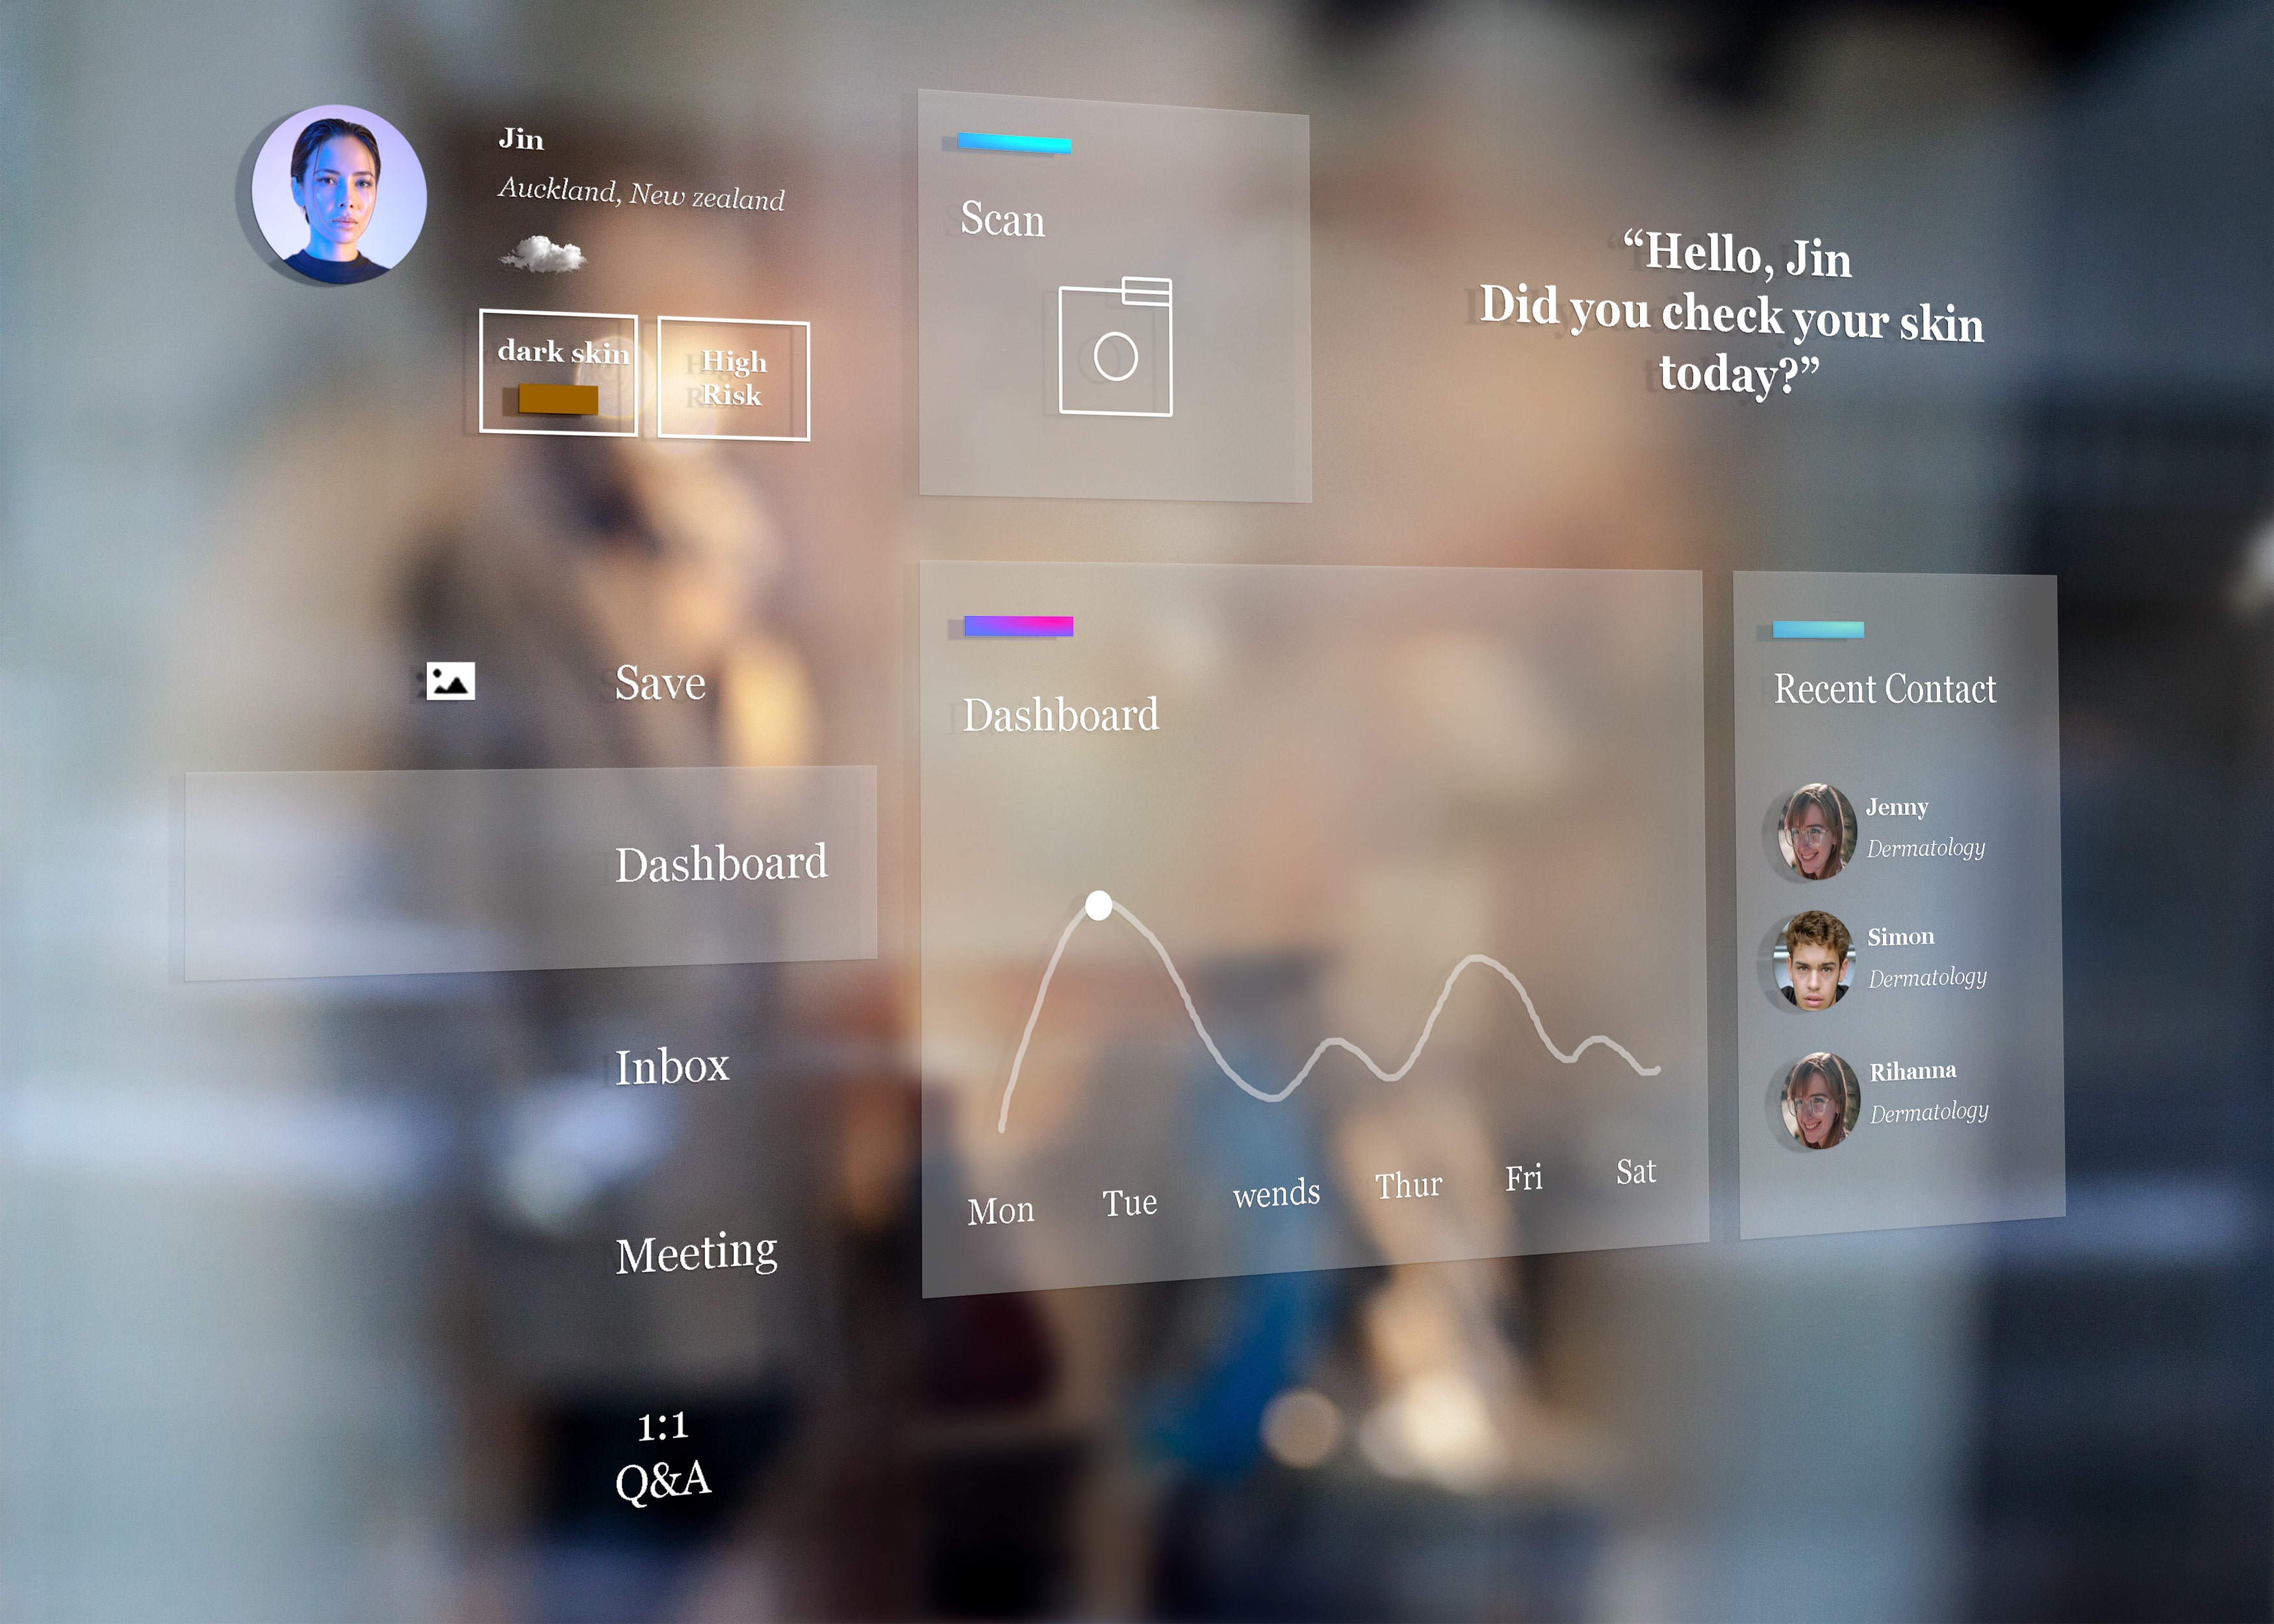 Jin
Auckland, New zealand
dark skin
High
Risk
Scan
“Hello, Jin
Did you check your skin
today?”
Save
Dashboard
Inbox
Meeting
1:1
Q&A
Dashboard
Mon Tue wends Thur Fri Sat
Recent Contact
Jenny
Dermatology
Simon
Dermatology
Rihanna
Dermatology